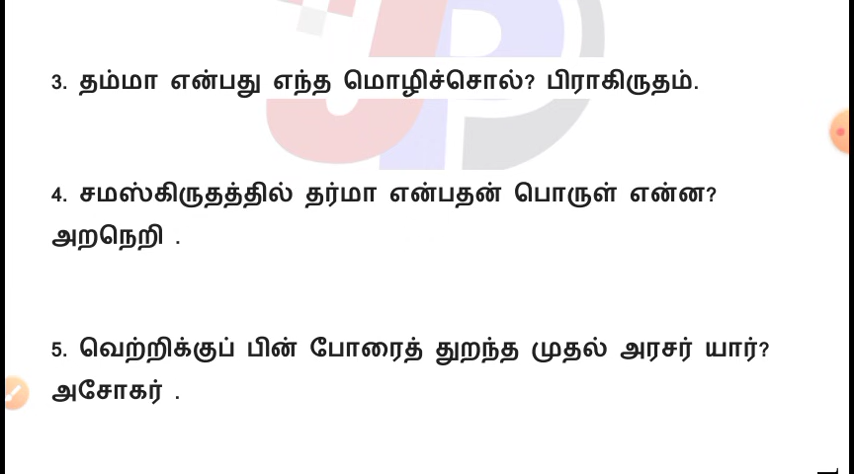 3. தம்மா என்பது எந்த மொழிச்சொல்? பிராகிருதம்.
4. சமஸ்கிருதத்தில் தர்மா என்பதன் பொருள் என்ன?
அறநெறி .
5. வெற்றிக்குப் பின் போரைத் துறந்த முதல் அரசர் யார்?
அசோகர் .